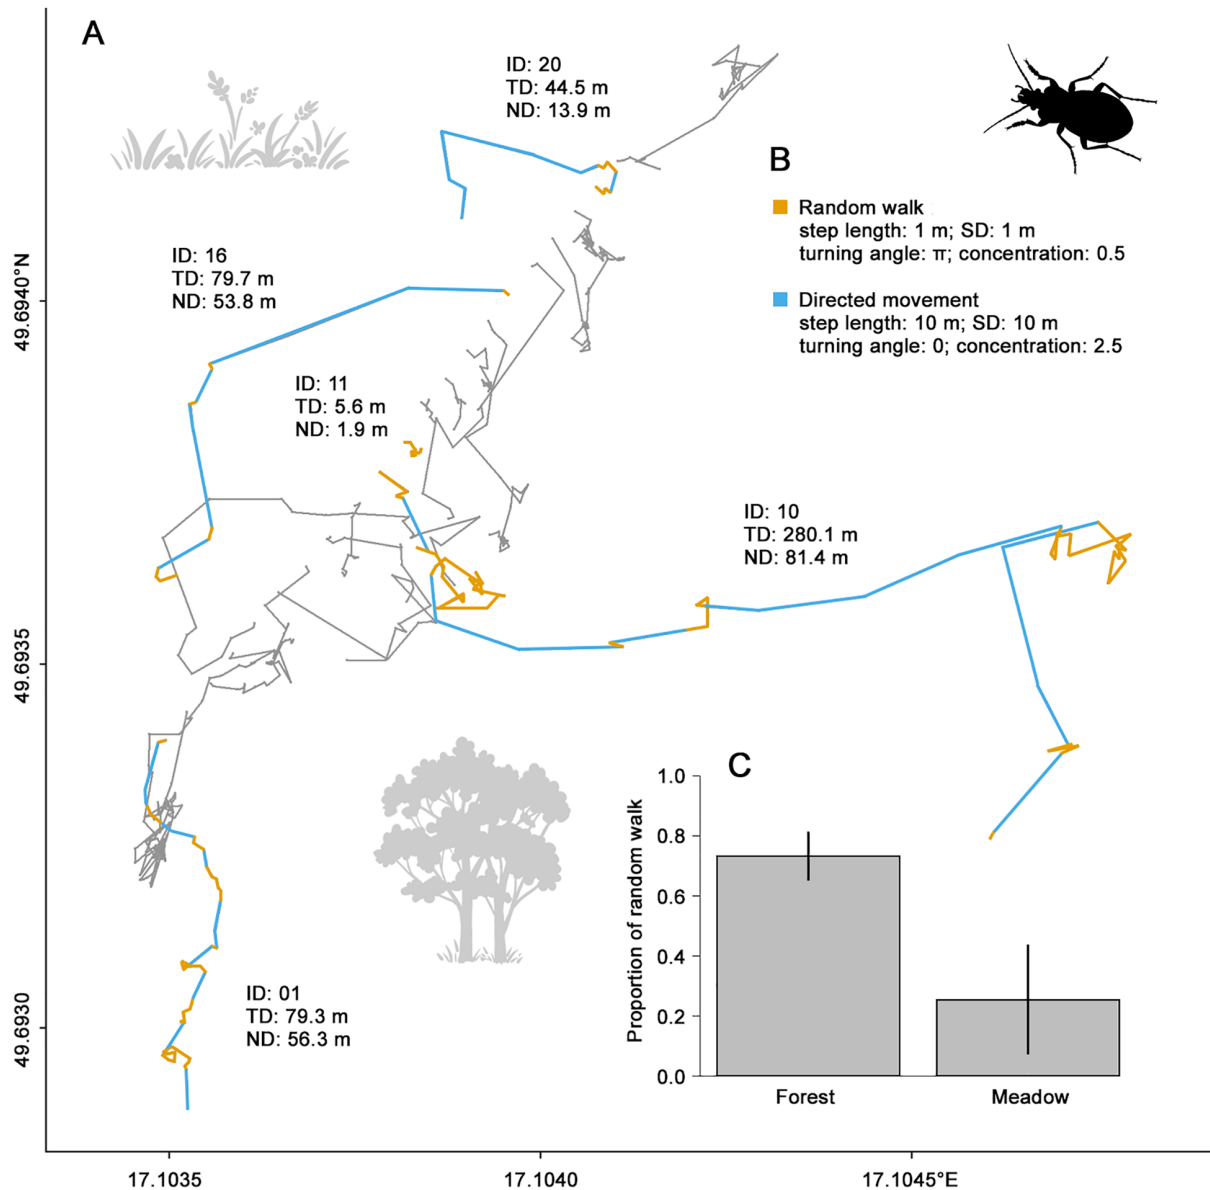 A
ID: 20
TD: 44.5 m
ND: 13.9 m
B
Random walk
step length: 1 m; SD: 1 m
turning angle: π; concentration: 0.5
Directed movement
step length: 10 m; SD: 10 m
turning angle: 0; concentration: 2.5
ID: 16
TD: 79.7 m
ND: 53.8 m
ID: 11
TD: 5.6 m
ND: 1.9 m
ID: 10
TD: 280.1 m
ND: 81.4 m
ID: 01
TD: 79.3 m
ND: 56.3 m
49.6940°N
49.6935
49.6930
17.1035
17.1040
17.1045°E
C
Proportion of random walk
1.0
0.8
0.6
0.4
0.2
0.0
Forest
Meadow